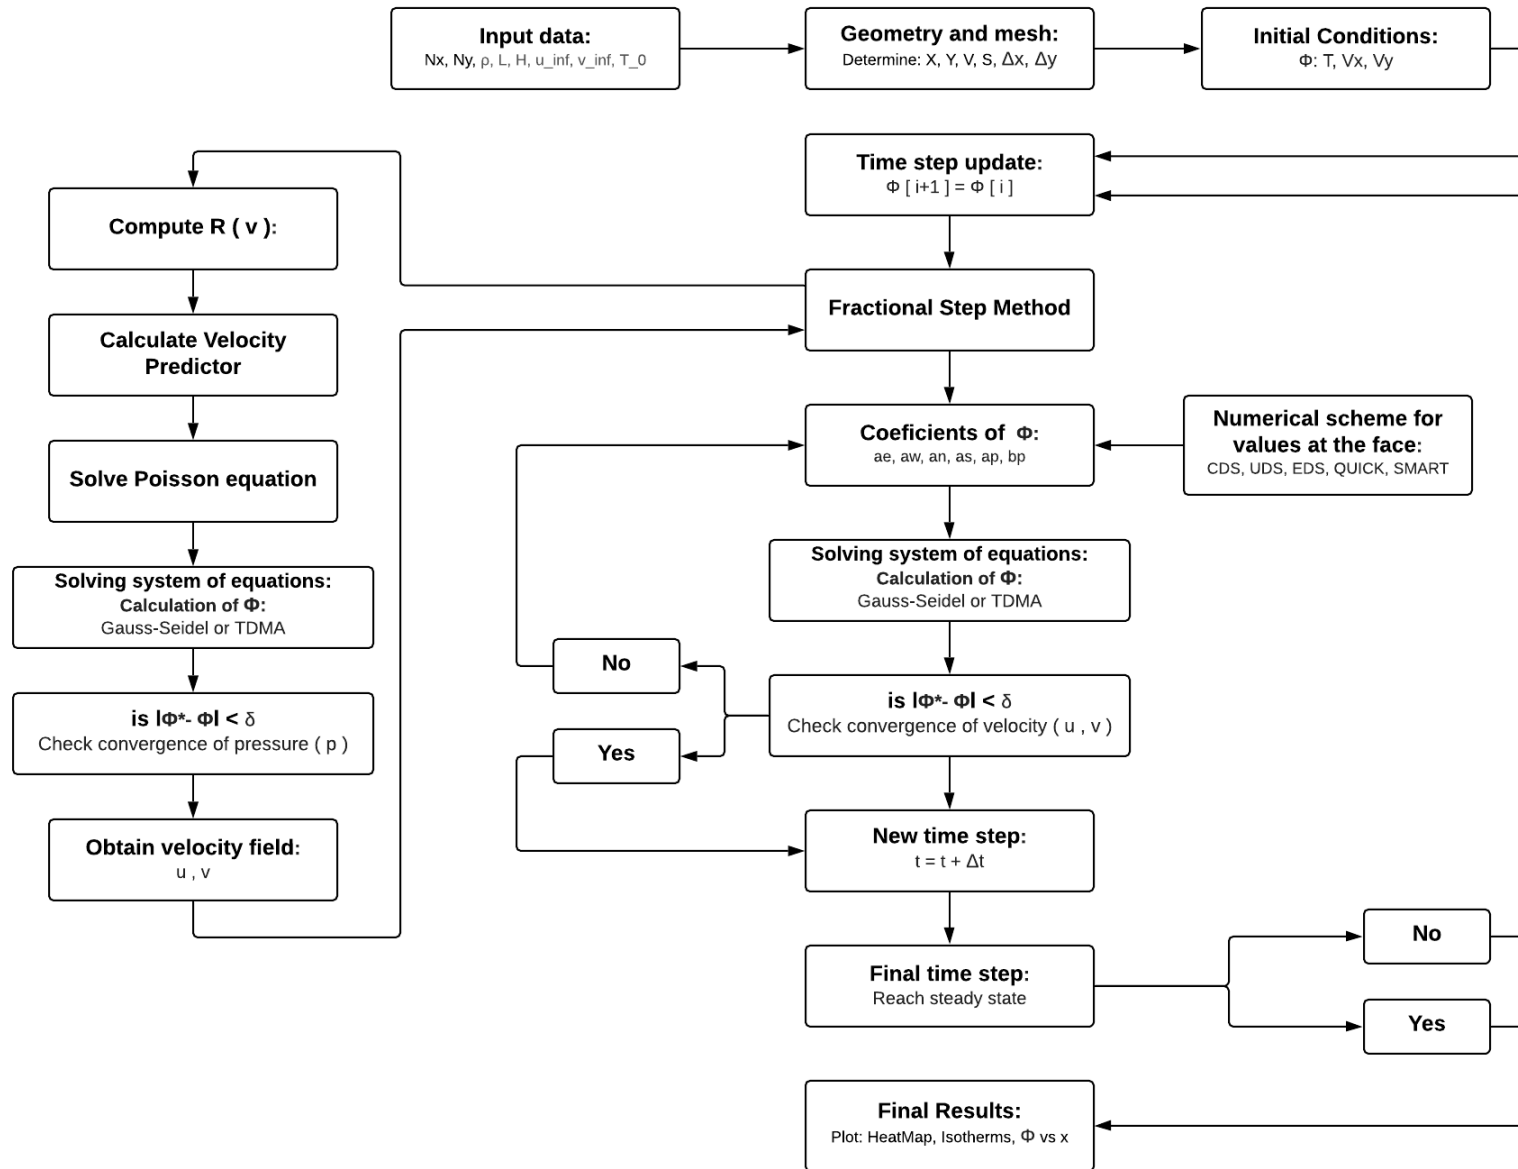 Input data:
Nx, Ny, ρ, L, H, u_inf, v_inf, T_0
Geometry and mesh:
Determine: X, Y, V, S, Δx, Δy
Initial Conditions:
Φ: T, Vx, Vy
Time step update:
Φ [ i+1 ] = Φ [ i ]
Compute R ( v ):
Fractional Step Method
Calculate Velocity
Predictor
Coeficients of Φ:
ae, aw, an, as, ap, bp
Numerical scheme for
values at the face:
CDS, UDS, EDS, QUICK, SMART
Solve Poisson equation
Solving system of equations:
Calculation of Φ:
Gauss-Seidel or TDMA
Solving system of equations:
Calculation of Φ:
Gauss-Seidel or TDMA
No
is |Φ*- Φ| < δ
Check convergence of pressure ( p )
is |Φ*- Φ| < δ
Check convergence of velocity ( u , v )
Yes
Obtain velocity field:
u , v
New time step:
t = t + Δt
No
Final time step:
Reach steady state
Yes
Final Results:
Plot: HeatMap, Isotherms, Φ vs x